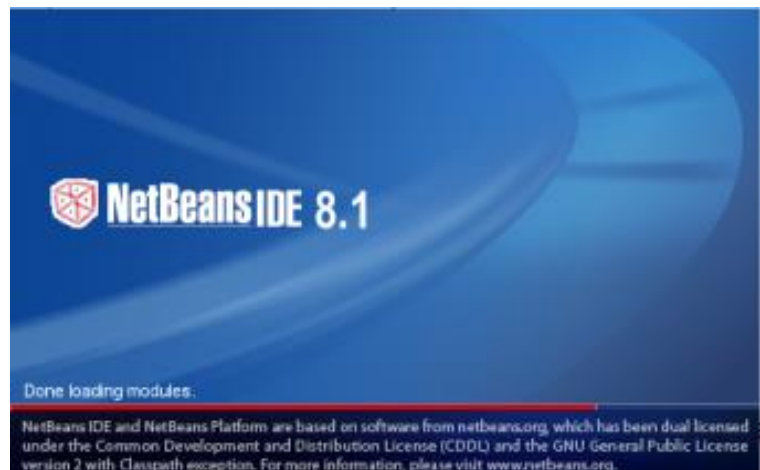 NetBeans IDE 8.1
Done loading modules.
NetBeans IDE and NetBeans Platform are based on software from netbeans.org, which has been dual licensed
under the Common Development and Distribution License (CDDL) and the GNU General Public License
version 2 with Classpath exception. For more information, please visit www.netbeans.org.